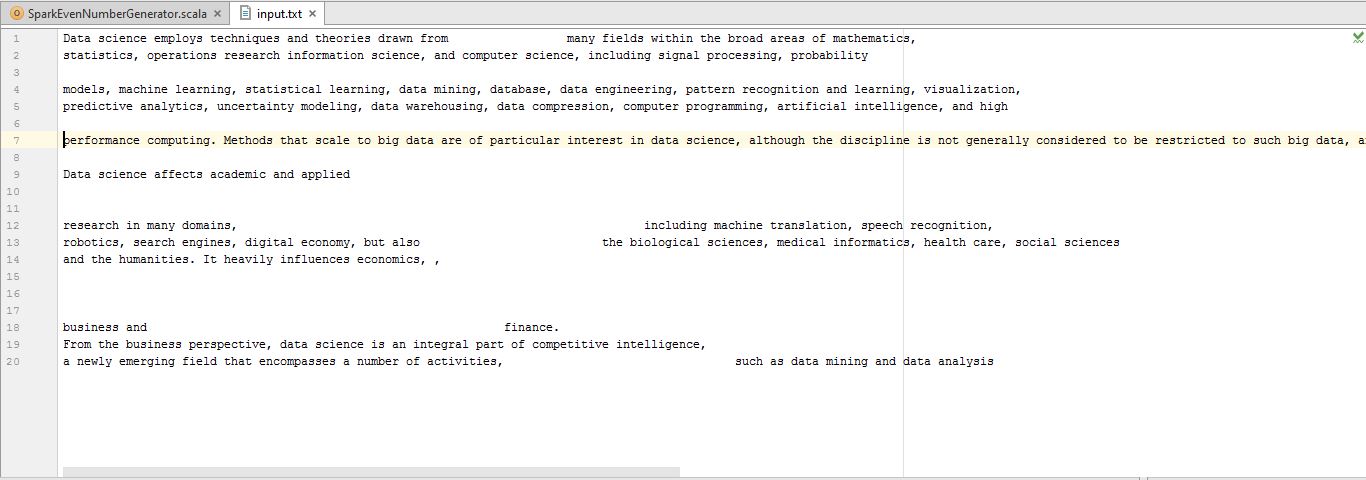 SparkEvenNumberGenerator.scala input.txt
1 Data science employs techniques and theories drawn from many fields within the broad areas of mathematics,
2 statistics, operations research information science, and computer science, including signal processing, probability
3
4 models, machine learning, statistical learning, data mining, database, data engineering, pattern recognition and learning, visualization,
5 predictive analytics, uncertainty modeling, data warehousing, data compression, computer programming, artificial intelligence, and high
6
7 performance computing. Methods that scale to big data are of particular interest in data science, although the discipline is not generally considered to be restricted to such big data,
8
9 Data science affects academic and applied
10
11
12 research in many domains, including machine translation, speech recognition,
13 robotics, search engines, digital economy, but also the biological sciences, medical informatics, health care, social sciences
14 and the humanities. It heavily influences economics, ,
15
16
17
18 business and finance.
19 From the business perspective, data science is an integral part of competitive intelligence,
20 a newly emerging field that encompasses a number of activities, such as data mining and data analysis